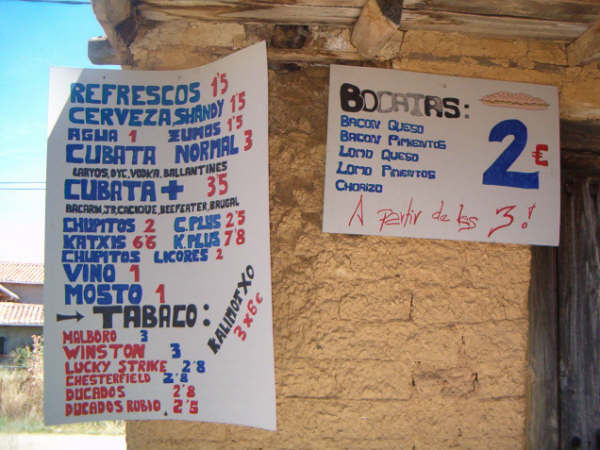 REFRESCOS 1'5
CERVEZA SHANDY 1'5
AGUA 1 ZUMOS 1'5
CUBATA NORMAL 3
LARYOS, DYC, VODKA, BALLANTINES
CUBATA + 35
BACARM, JB, CACIQUE, BEEFEATER, BRUGAL
CHUPITOS 2 C.PLUS 2'5
KATXIS 6'6 K.PLUS 7'8
CHUPITOS LICORES 2
VINO 1
MOSTO 1
KALIMOTXO
3x6€
→ TABACO:
MALBORO 3
WINSTON 3
LUCKY STRIKE 2'8
CHESTERFIELD 2'8
DUCADOS 2'8
DUCADOS RUBIO 2'5
BOCATAS:
BACON QUESO
BACON PIMIENTOS
LOMO QUESO
LOMO PIMIENTOS
CHORIZO
2€
A partir de las 3!